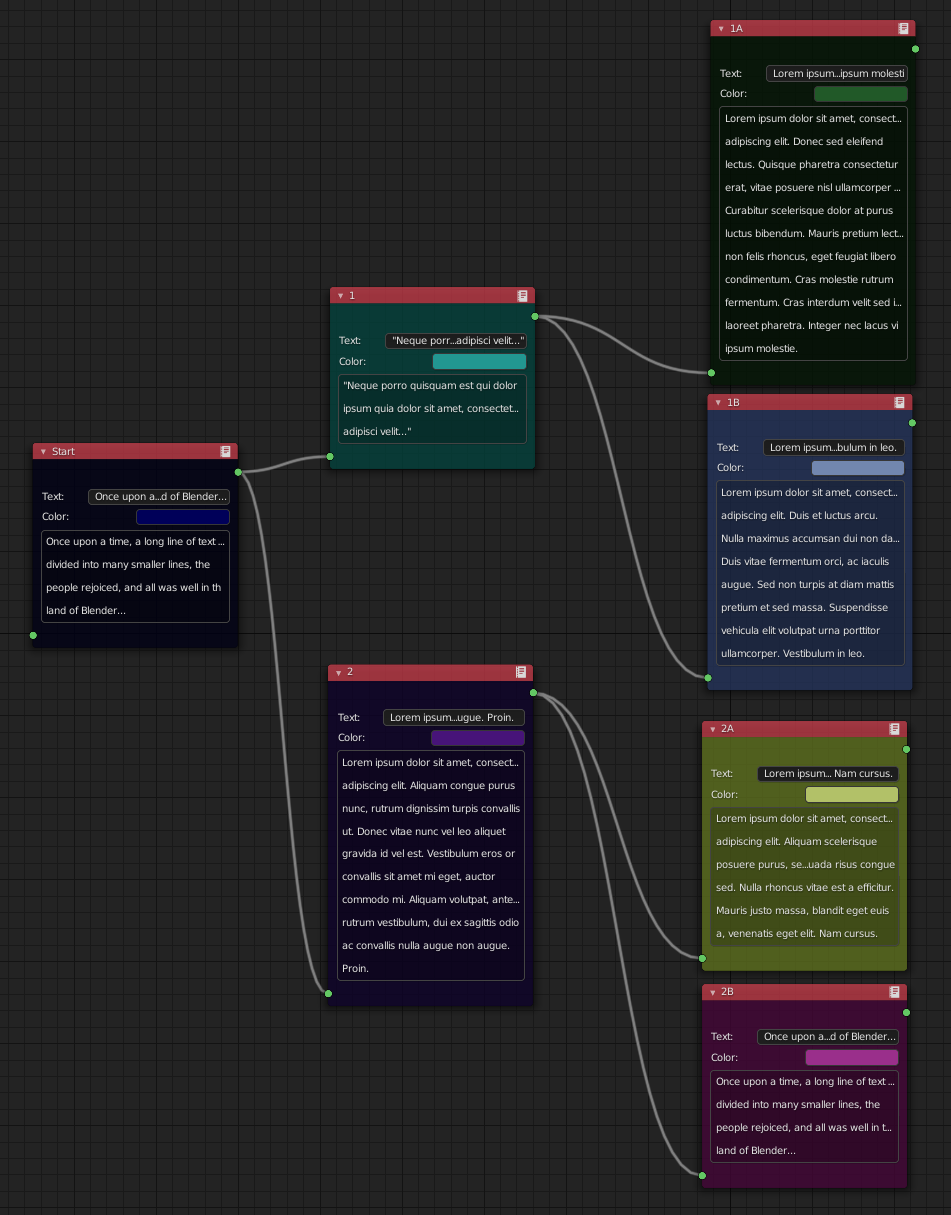 1A
Text: Lorem ipsum...ipsum molesti
Color:
Lorem ipsum dolor sit amet, consect...
adipiscing elit. Donec sed eleifend
lectus. Quisque pharetra consectetur
erat, vitae posuere nisl ullamcorper ...
Curabitur scelerisque dolor at purus
luctus bibendum. Mauris pretium lect...
non felis rhoncus, eget feugiat libero
condimentum. Cras molestie rutrum
fermentum. Cras interdum velit sed i...
laoreet pharetra. Integer nec lacus vi
ipsum molestie.
1
Text: "Neque porr...adipisci velit..."
Color:
"Neque porro quisquam est qui dolor
ipsum quia dolor sit amet, consectet...
adipisci velit..."
1B
Text: Lorem ipsum...bulum in leo.
Color:
Lorem ipsum dolor sit amet, consect...
adipiscing elit. Duis et luctus arcu.
Nulla maximus accumsan dui non da...
Duis vitae fermentum orci, ac iaculis
augue. Sed non turpis at diam mattis
pretium et sed massa. Suspendisse
vehicula elit volutpat urna porttitor
ullamcorper. Vestibulum in leo.
Start
Text: Once upon a...d of Blender...
Color:
Once upon a time, a long line of text ...
divided into many smaller lines, the
people rejoiced, and all was well in th
land of Blender...
2
Text: Lorem ipsum...ugue. Proin.
Color:
Lorem ipsum dolor sit amet, consect...
adipiscing elit. Aliquam congue purus
nunc, rutrum dignissim turpis convallis
ut. Donec vitae nunc vel leo aliquet
gravida id vel est. Vestibulum eros or
convallis sit amet mi eget, auctor
commodo mi. Aliquam volutpat, ante...
rutrum vestibulum, dui ex sagittis odio
ac convallis nulla augue non augue.
Proin.
2A
Text: Lorem ipsum... Nam cursus.
Color:
Lorem ipsum dolor sit amet, consect...
adipiscing elit. Aliquam scelerisque
posuere purus, se...uada risus congue
sed. Nulla rhoncus vitae est a efficitur.
Mauris justo massa, blandit eget euis
a, venenatis eget elit. Nam cursus.
2B
Text: Once upon a...d of Blender...
Color:
Once upon a time, a long line of text ...
divided into many smaller lines, the
people rejoiced, and all was well in t...
land of Blender...